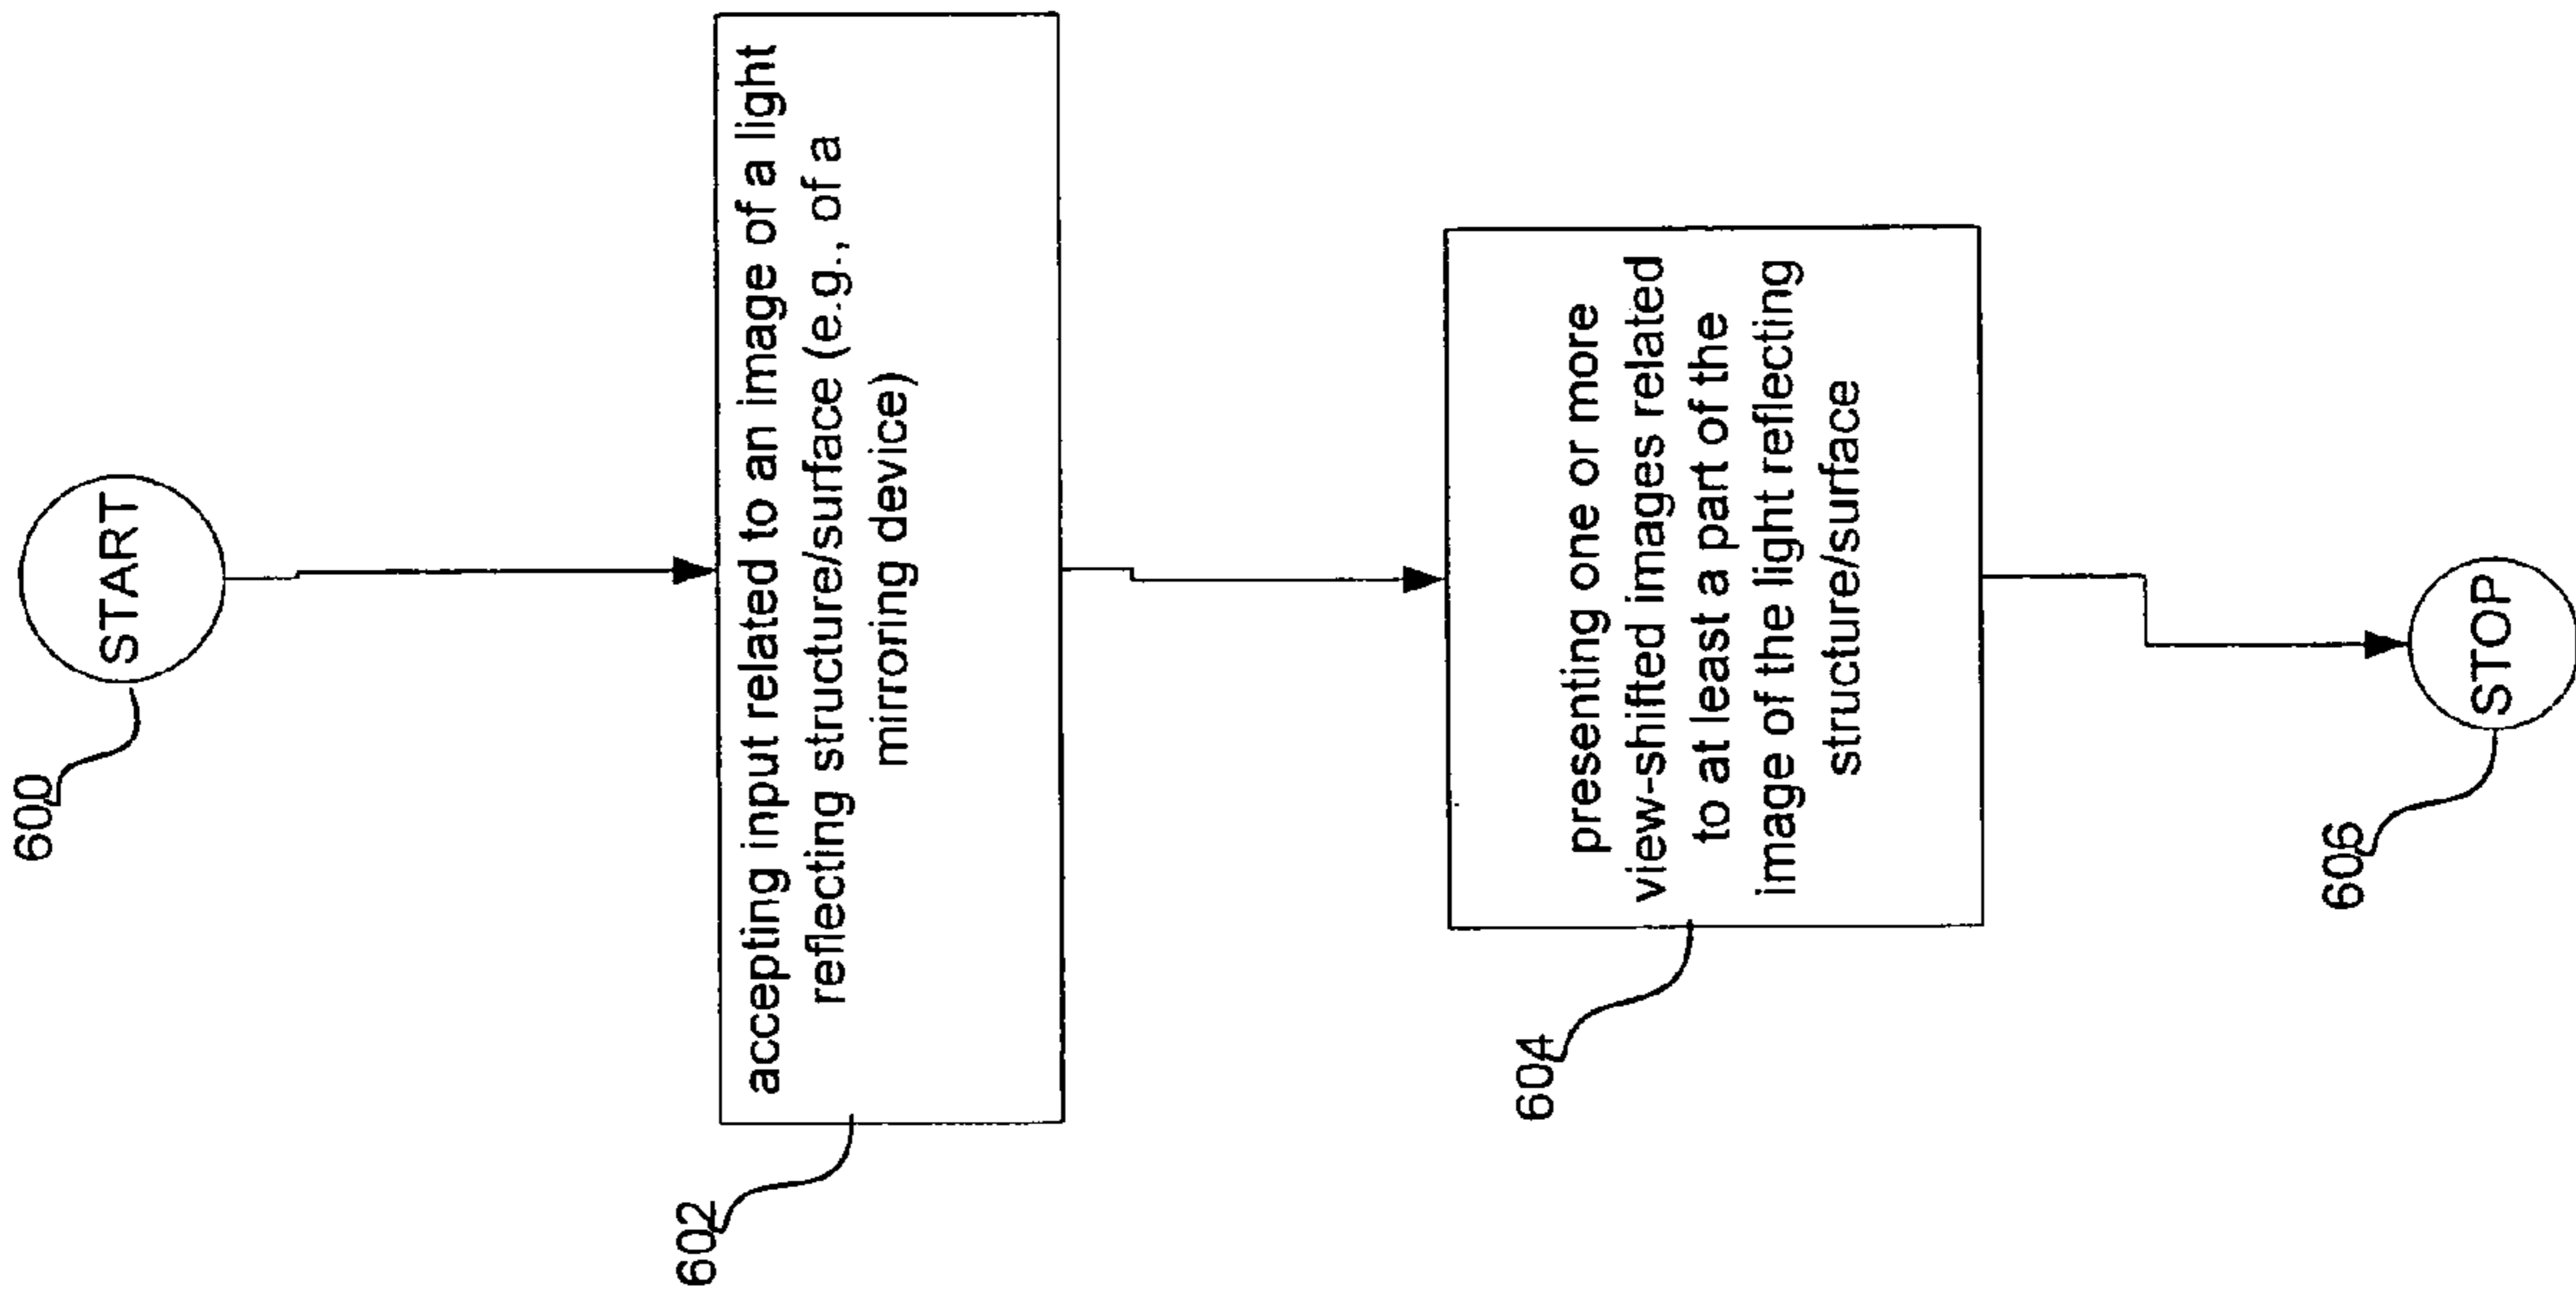 600
START
602
accepting input related to an image of a light
reflecting structure/surface (e.g., of a
mirroring device)
604
presenting one or more
view-shifted images related
to at least a part of the
image of the light reflecting
structure/surface
606
STOP